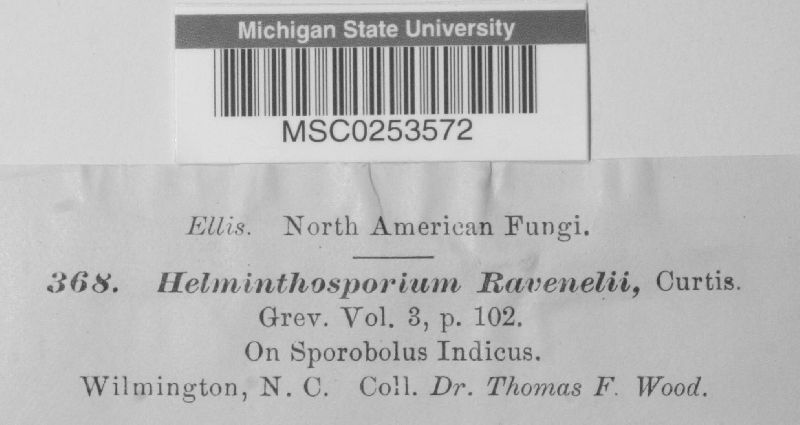 Michigan State University
MSC0253572
Ellis. North American Fungi.
368. Helminthosporium Ravenelii, Curtis.
Grev. Vol. 3, p. 102.
On Sporobolus Indicus.
Wilmington, N. C. Coll. Dr. Thomas F. Wood.